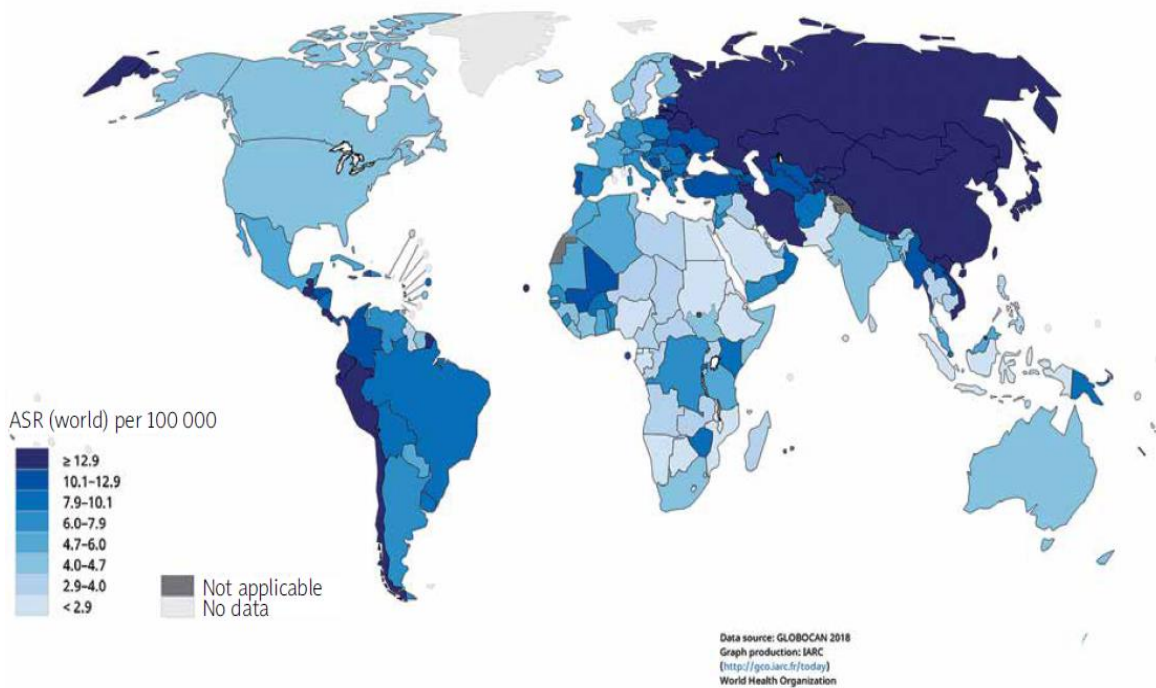 ASR (world) per 100 000
≥ 12.9
10.1–12.9
7.9–10.1
6.0–7.9
4.7–6.0
4.0–4.7
2.9–4.0
< 2.9
Not applicable
No data
Data source: GLOBOCAN 2018
Graph production: IARC
(http://gco.iarc.fr/today)
World Health Organization